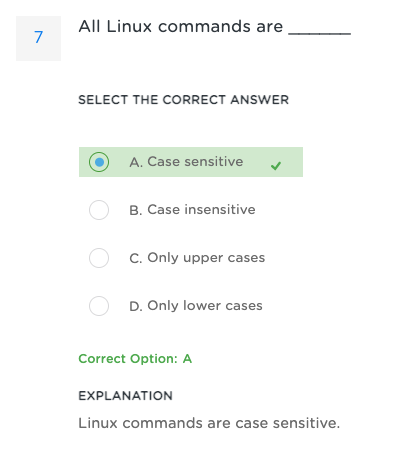 7
All Linux commands are ______
SELECT THE CORRECT ANSWER
A. Case sensitive
B. Case insensitive
C. Only upper cases
D. Only lower cases
Correct Option: A
EXPLANATION
Linux commands are case sensitive.